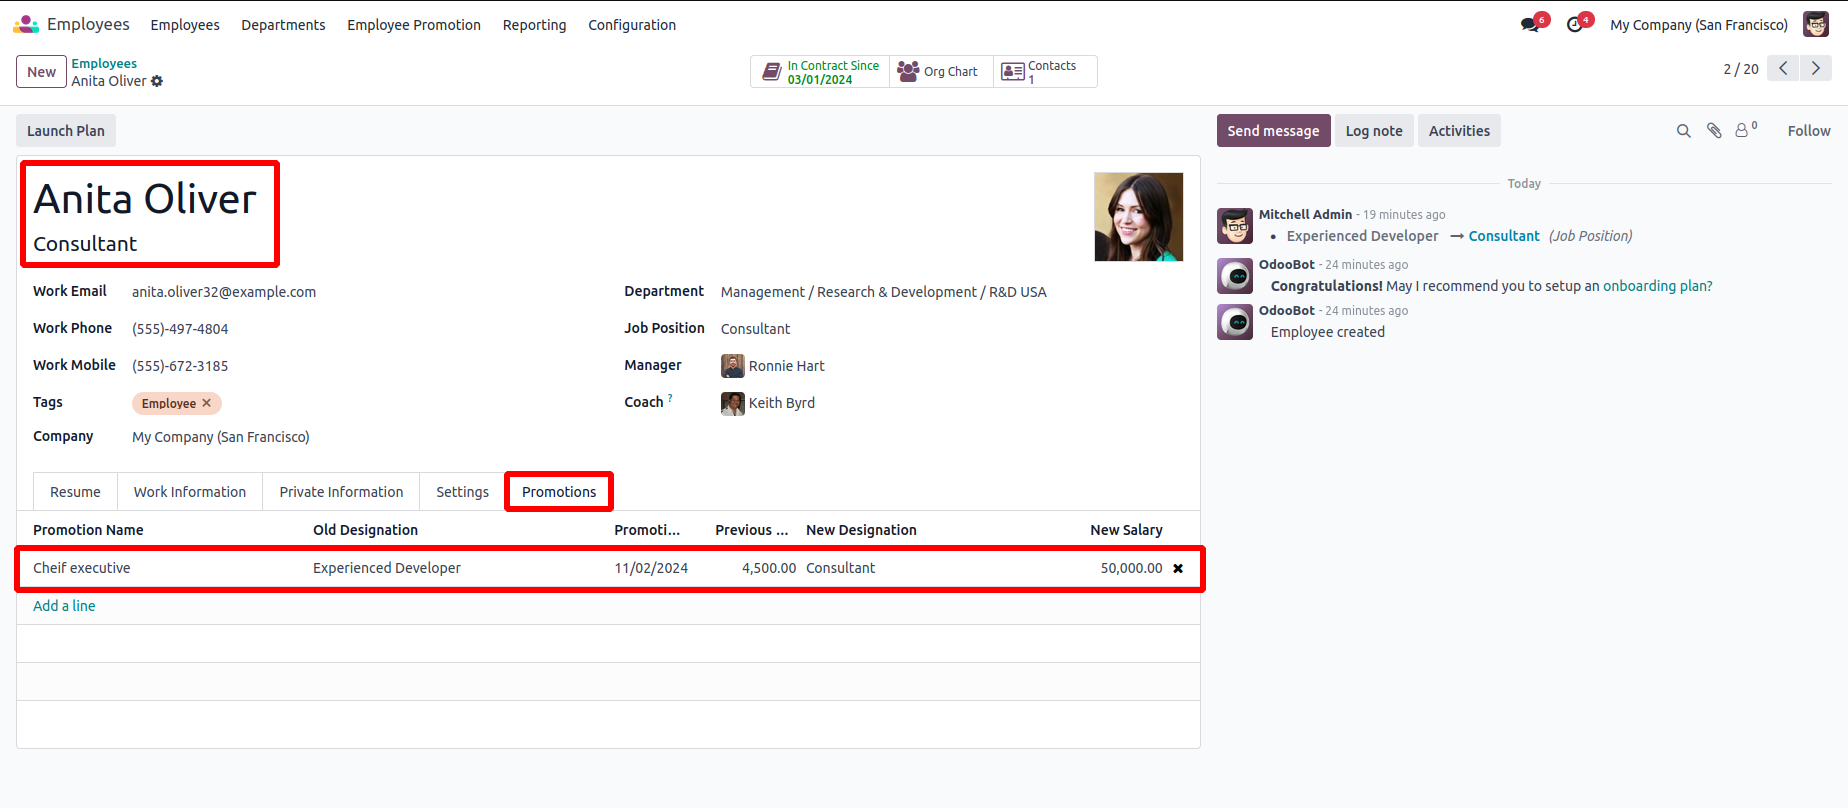 Employees Employees Departments Employee Promotion Reporting Configuration 6 4 My Company (San Francisco)
New Employees Anita Oliver In Contract Since 03/01/2024 Org Chart Contacts 1 2 / 20
Launch Plan Send message Log note Activities 0 Follow
Anita Oliver
Consultant
Work Email anita.oliver32@example.com Department Management / Research & Development / R&D USA
Work Phone (555)-497-4804 Job Position Consultant
Work Mobile (555)-672-3185 Manager Ronnie Hart
Tags Employee Coach ? Keith Byrd
Company My Company (San Francisco)
Resume Work Information Private Information Settings Promotions
Promotion Name Old Designation Promoti... Previous ... New Designation New Salary
Cheif executive Experienced Developer 11/02/2024 4,500.00 Consultant 50,000.00
Add a line
Today
Mitchell Admin - 19 minutes ago
• Experienced Developer → Consultant (Job Position)
OdooBot - 24 minutes ago
Congratulations! May I recommend you to setup an onboarding plan?
OdooBot - 24 minutes ago
Employee created